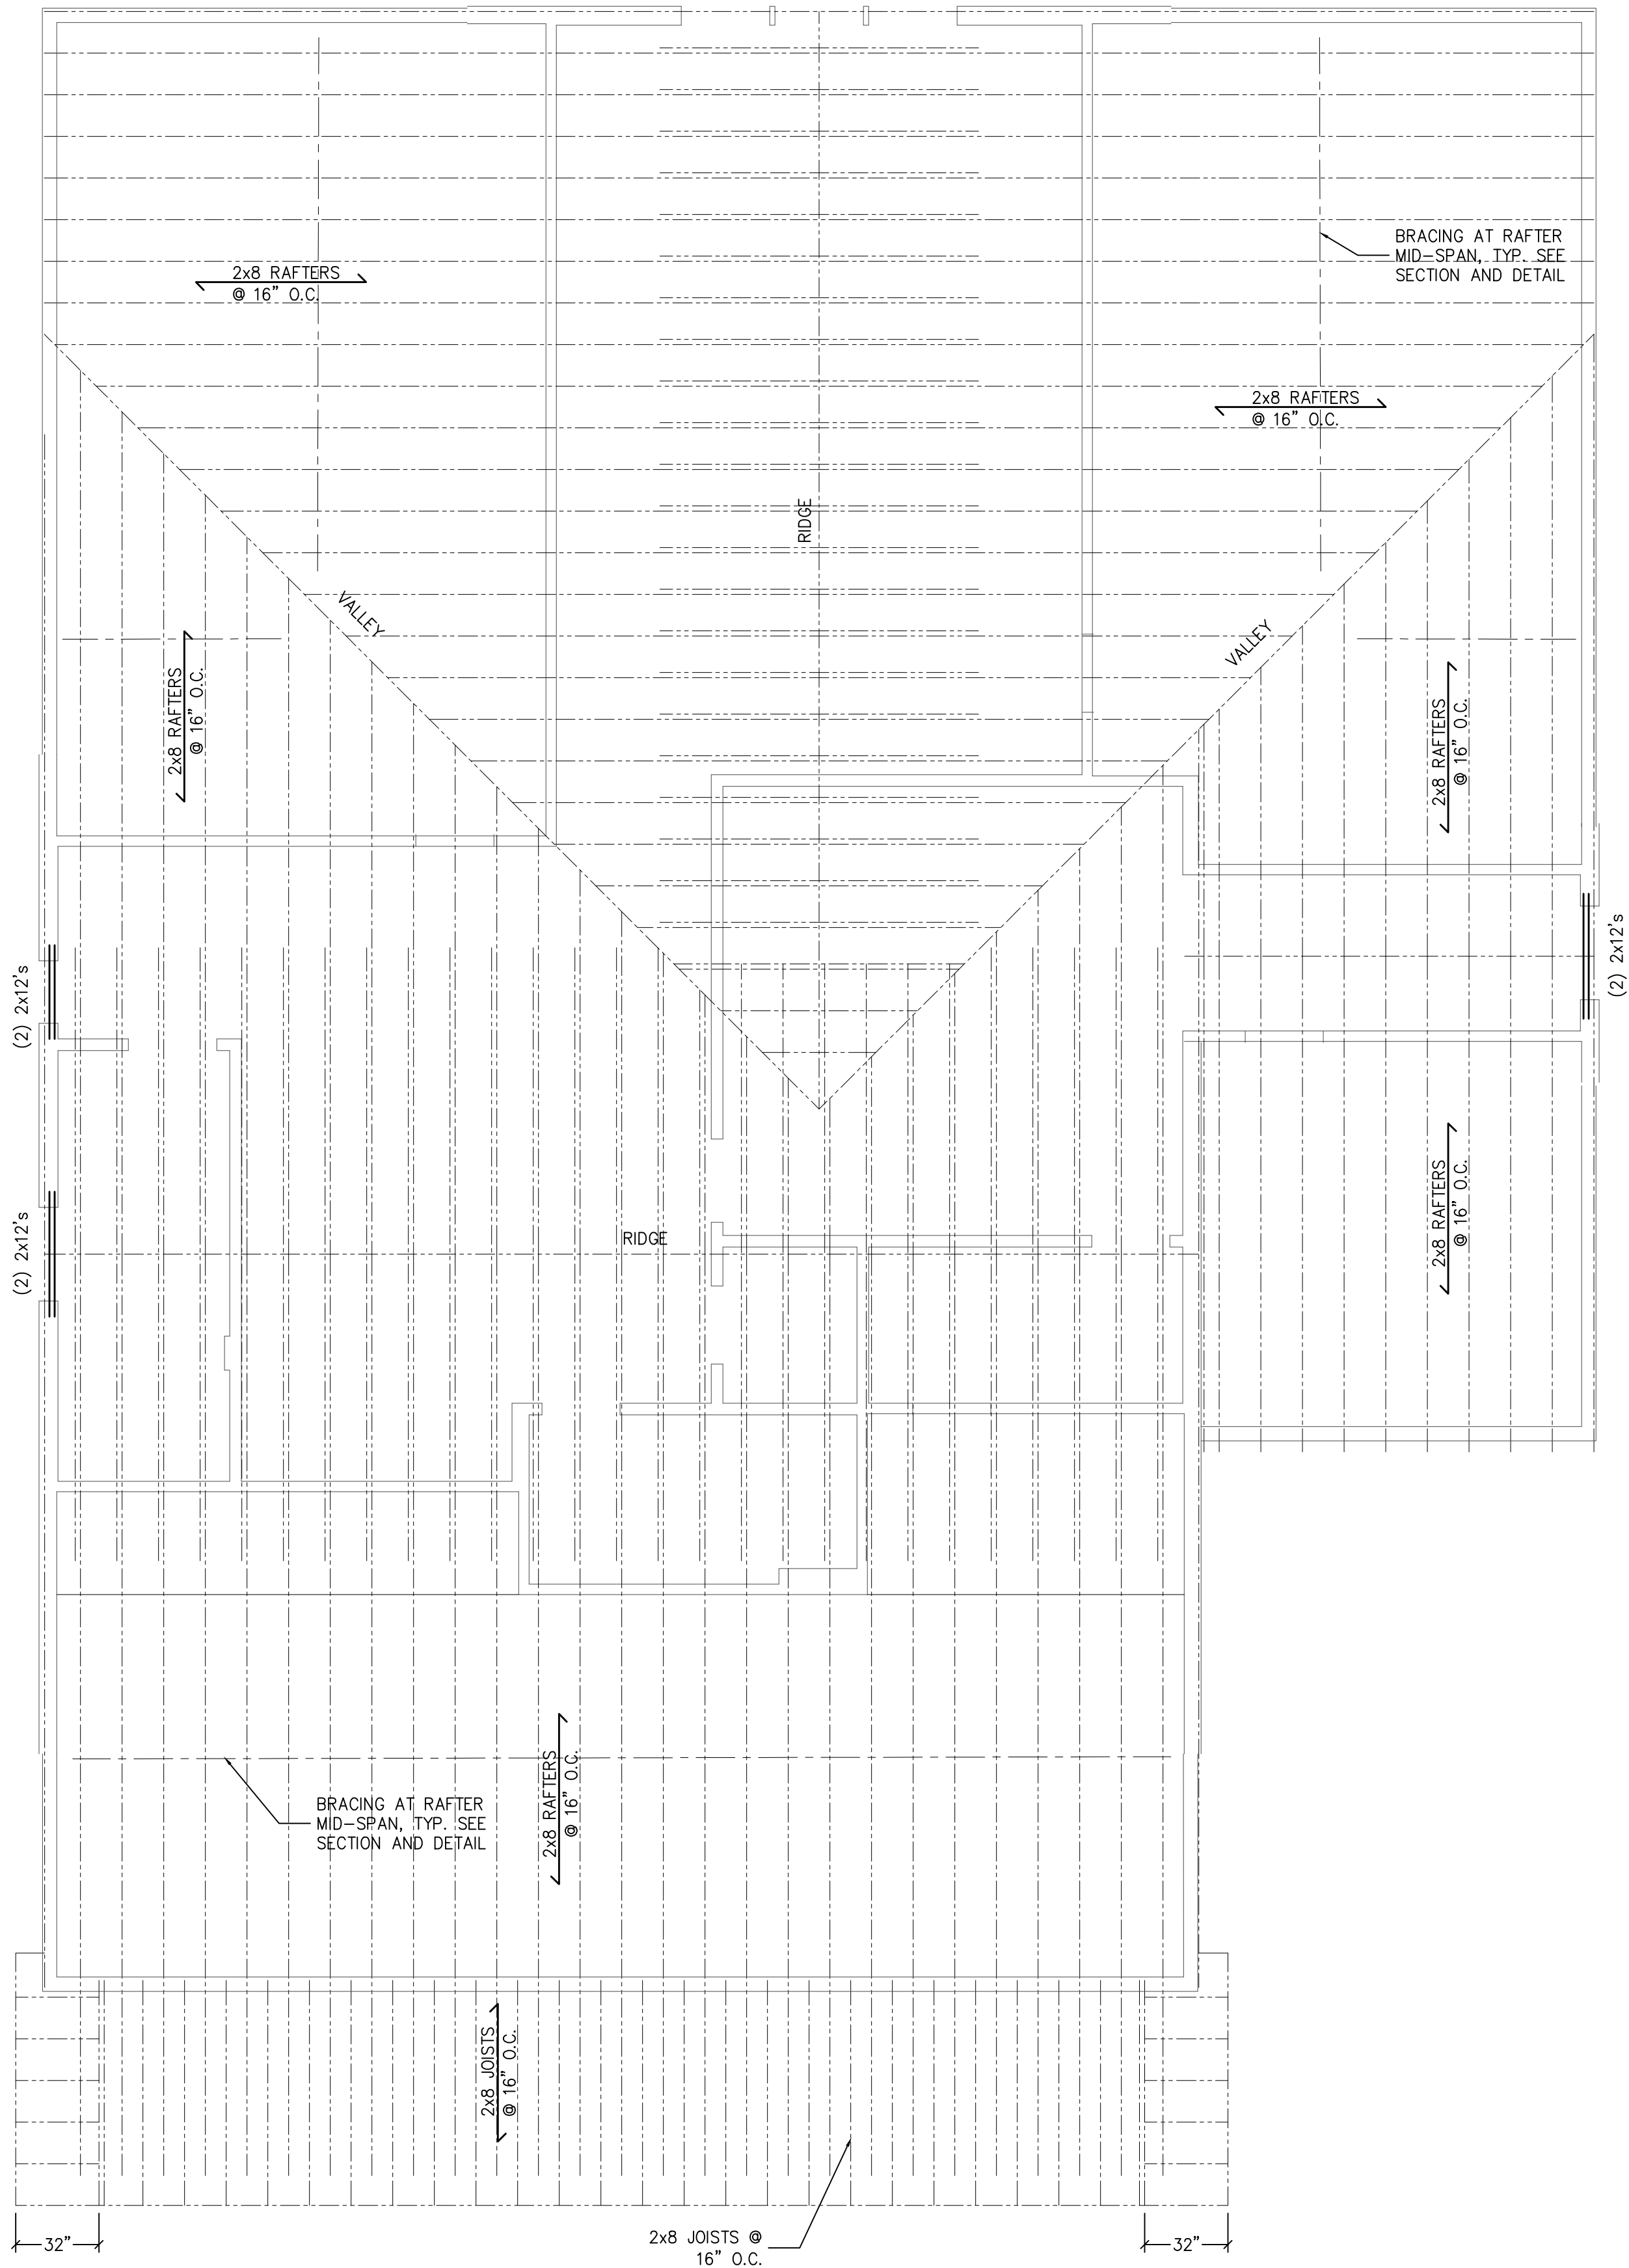 BRACING AT RAFTER
MID-SPAN, TYP. SEE
SECTION AND DETAIL
2x8 RAFTERS
@ 16" O.C.
2x8 RAFTERS
@ 16" O.C.
RIDGE
VALLEY
VALLEY
2x8 RAFTERS
@ 16" O.C.
2x8 RAFTERS
@ 16" O.C.
(2) 2x12's
(2) 2x12's
2x8 RAFTERS
@ 16" O.C.
(2) 2x12's
RIDGE
2x8 RAFTERS
@ 16" O.C.
BRACING AT RAFTER
MID-SPAN, TYP. SEE
SECTION AND DETAIL
2x8 JOISTS
@ 16" O.C.
2x8 JOISTS @
16" O.C.
32"
32"